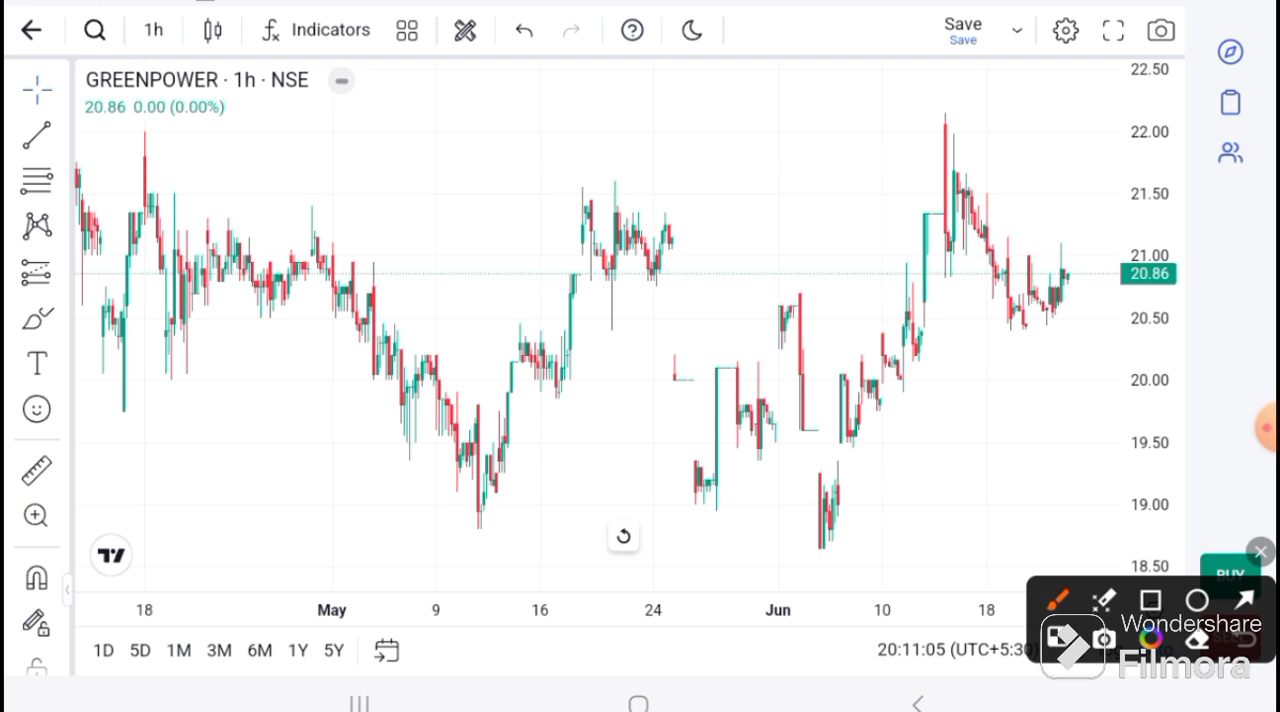 1h
Indicators
Save
Save
GREENPOWER · 1h · NSE
20.86 0.00 (0.00%)
22.50
22.00
21.50
21.00
20.86
20.50
20.00
19.50
19.00
18.50
BUY
18 May 9 16 24 Jun 10 18
1D 5D 1M 3M 6M 1Y 5Y
20:11:05 (UTC+5:30)
Wondershare
Filmora